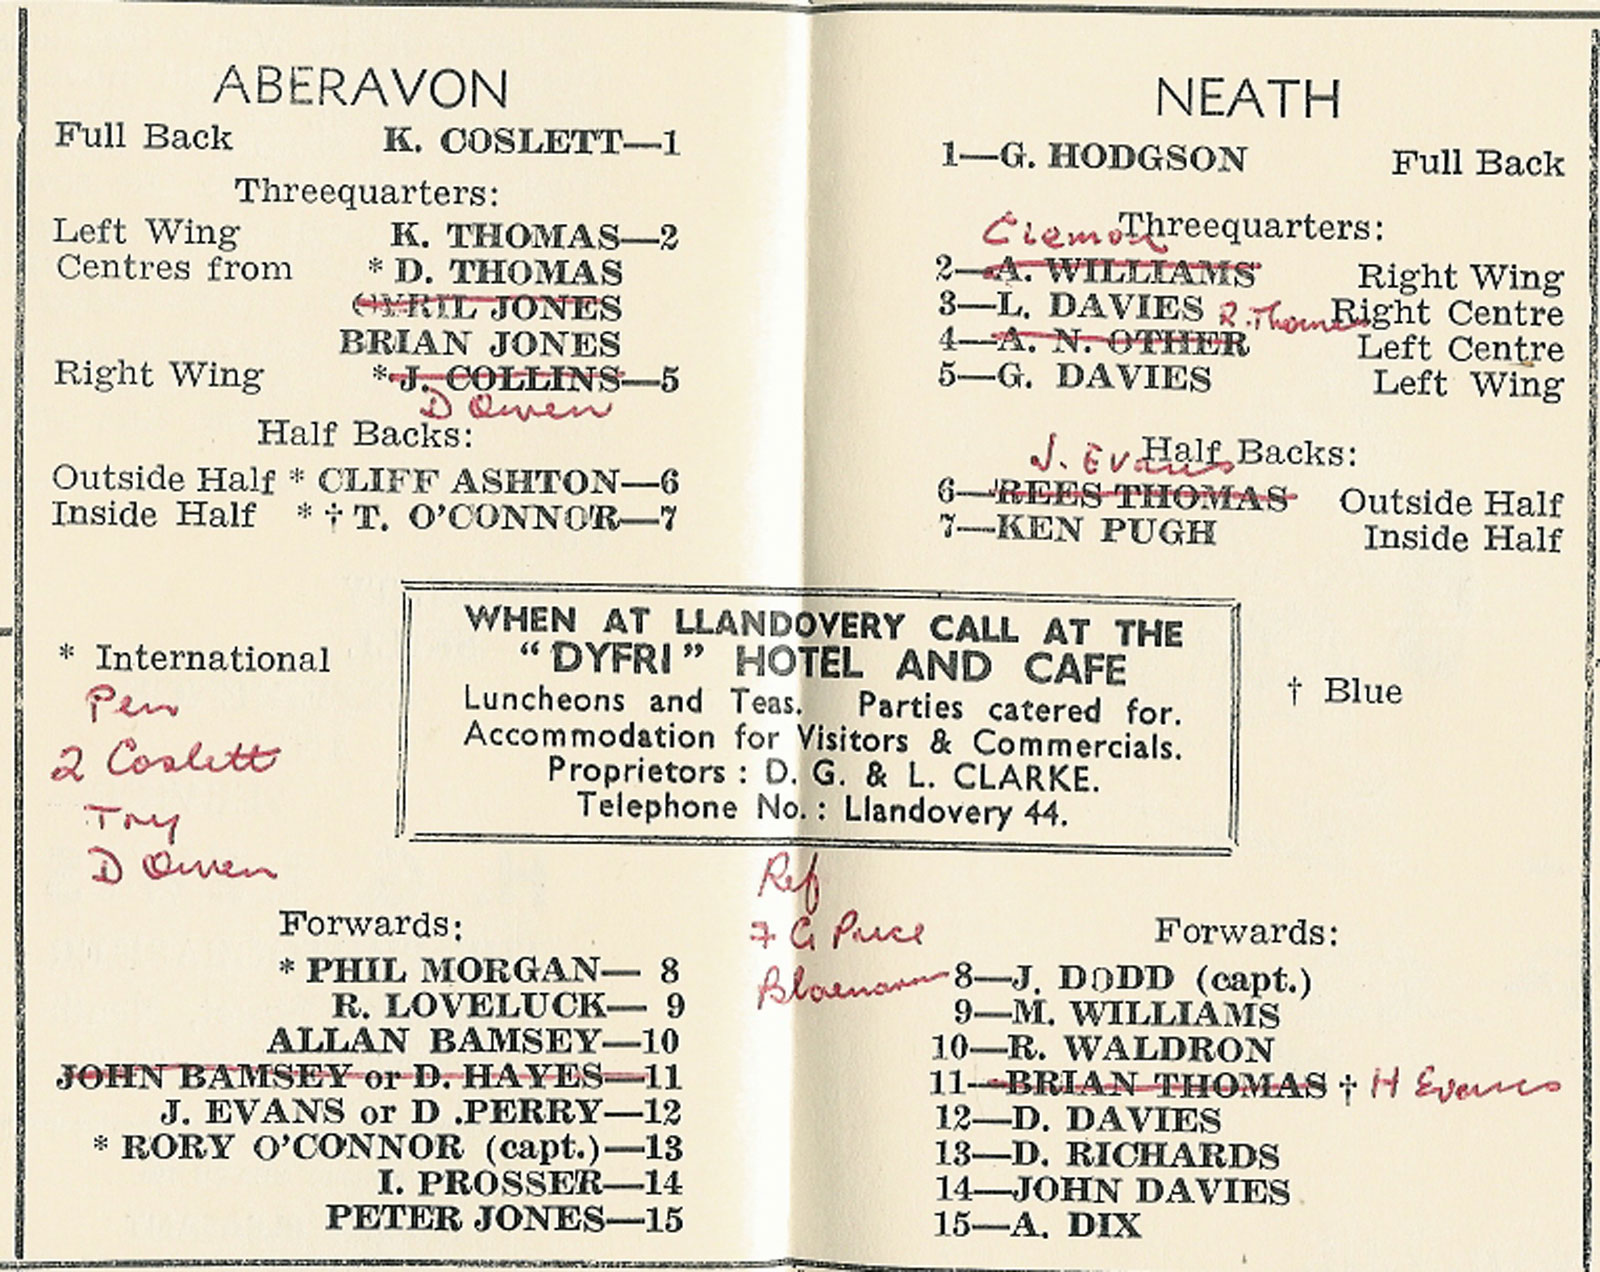 ABERAVON
Full Back K. COSLETT—1
Threequarters:
Left Wing K. THOMAS—2
Centres from * D. THOMAS
CYRIL JONES
BRIAN JONES
Right Wing * J. COLLINS—5
D Owen
Half Backs:
Outside Half * CLIFF ASHTON—6
Inside Half * † T. O'CONNOR—7
* International
Pen
2 Coslett
Try
D Owen
Forwards:
* PHIL MORGAN— 8
R. LOVELUCK— 9
ALLAN BAMSEY—10
JOHN BAMSEY or D. HAYES—11
J. EVANS or D .PERRY—12
* RORY O'CONNOR (capt.)—13
I. PROSSER—14
PETER JONES—15
WHEN AT LLANDOVERY CALL AT THE
“DYFRI” HOTEL AND CAFE
Luncheons and Teas. Parties catered for.
Accommodation for Visitors & Commercials.
Proprietors : D. G. & L. CLARKE.
Telephone No. : Llandovery 44.
Ref
G Price
NEATH
1—G. HODGSON Full Back
Threequarters:
2—A. WILLIAMS Right Wing
3—L. DAVIES Right Centre
R. Thomas
4—A. N. OTHER Left Centre
5—G. DAVIES Left Wing
Half Backs:
J. Evans
6—REES THOMAS Outside Half
7—KEN PUGH Inside Half
† Blue
Forwards:
8—J. DODD (capt.)
9—M. WILLIAMS
10—R. WALDRON
11—BRIAN THOMAS † H Evans
12—D. DAVIES
13—D. RICHARDS
14—JOHN DAVIES
15—A. DIX